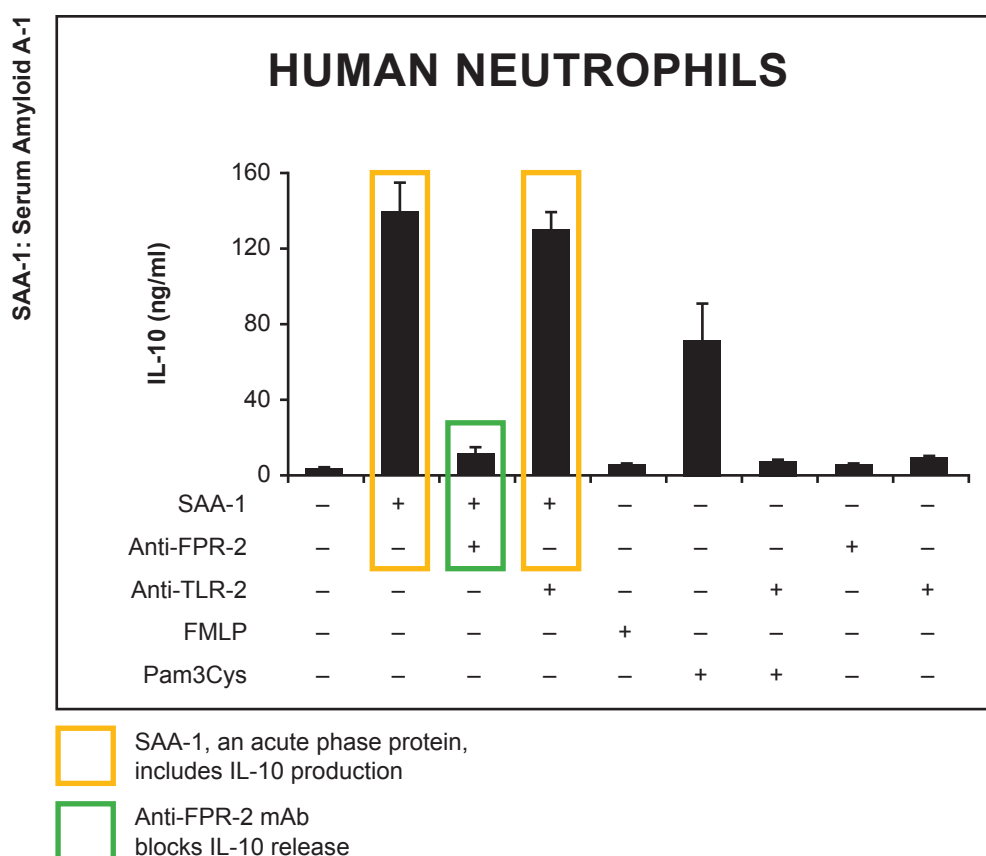 SAA-1: Serum Amyloid A-1
HUMAN NEUTROPHILS
IL-10 (ng/ml)
160
120
80
40
0
SAA-1 – + + + – – – – –
Anti-FPR-2 – – + – – – – + –
Anti-TLR-2 – – – + – – + – +
FMLP – – – – + – – – –
Pam3Cys – – – – – + + – –
SAA-1, an acute phase protein,
includes IL-10 production
Anti-FPR-2 mAb
blocks IL-10 release